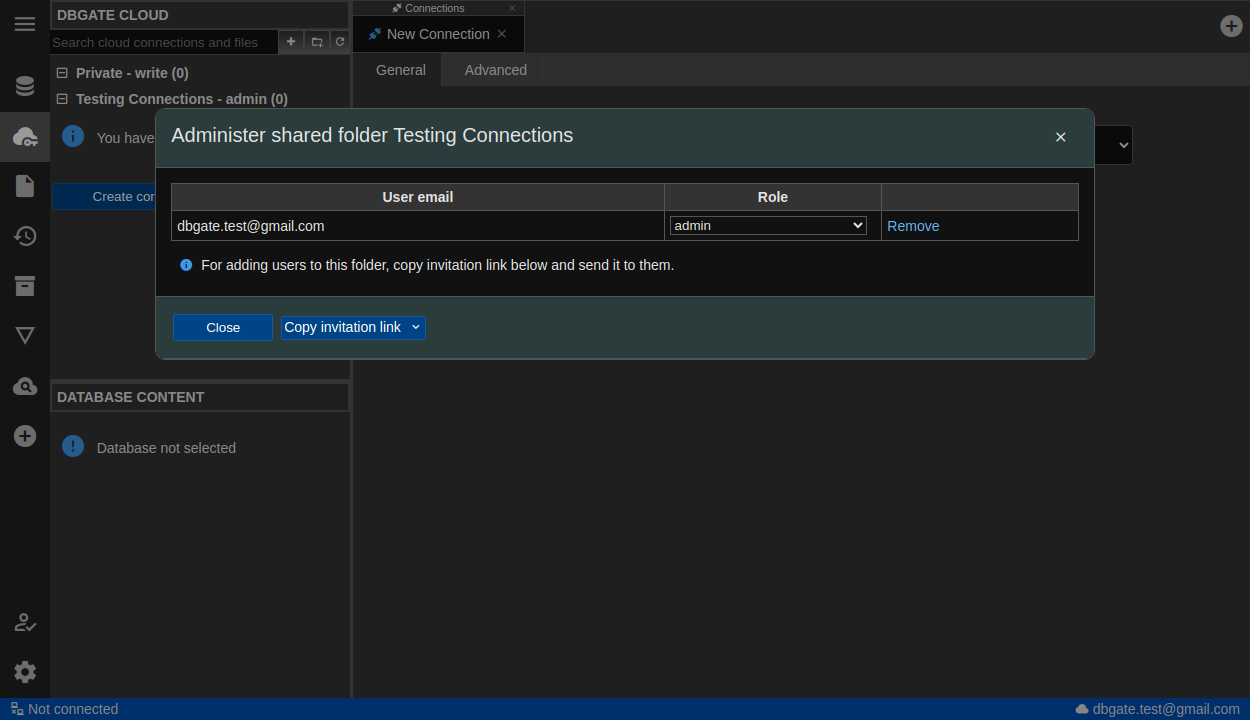 DBGATE CLOUD
Connections
Search cloud connections and files
New Connection
Private - write (0)
General
Advanced
Testing Connections - admin (0)
You have
Create cor
Administer shared folder Testing Connections
User email
Role
dbgate.test@gmail.com
admin
Remove
For adding users to this folder, copy invitation link below and send it to them.
Close
Copy invitation link
DATABASE CONTENT
Database not selected
Not connected
dbgate.test@gmail.com